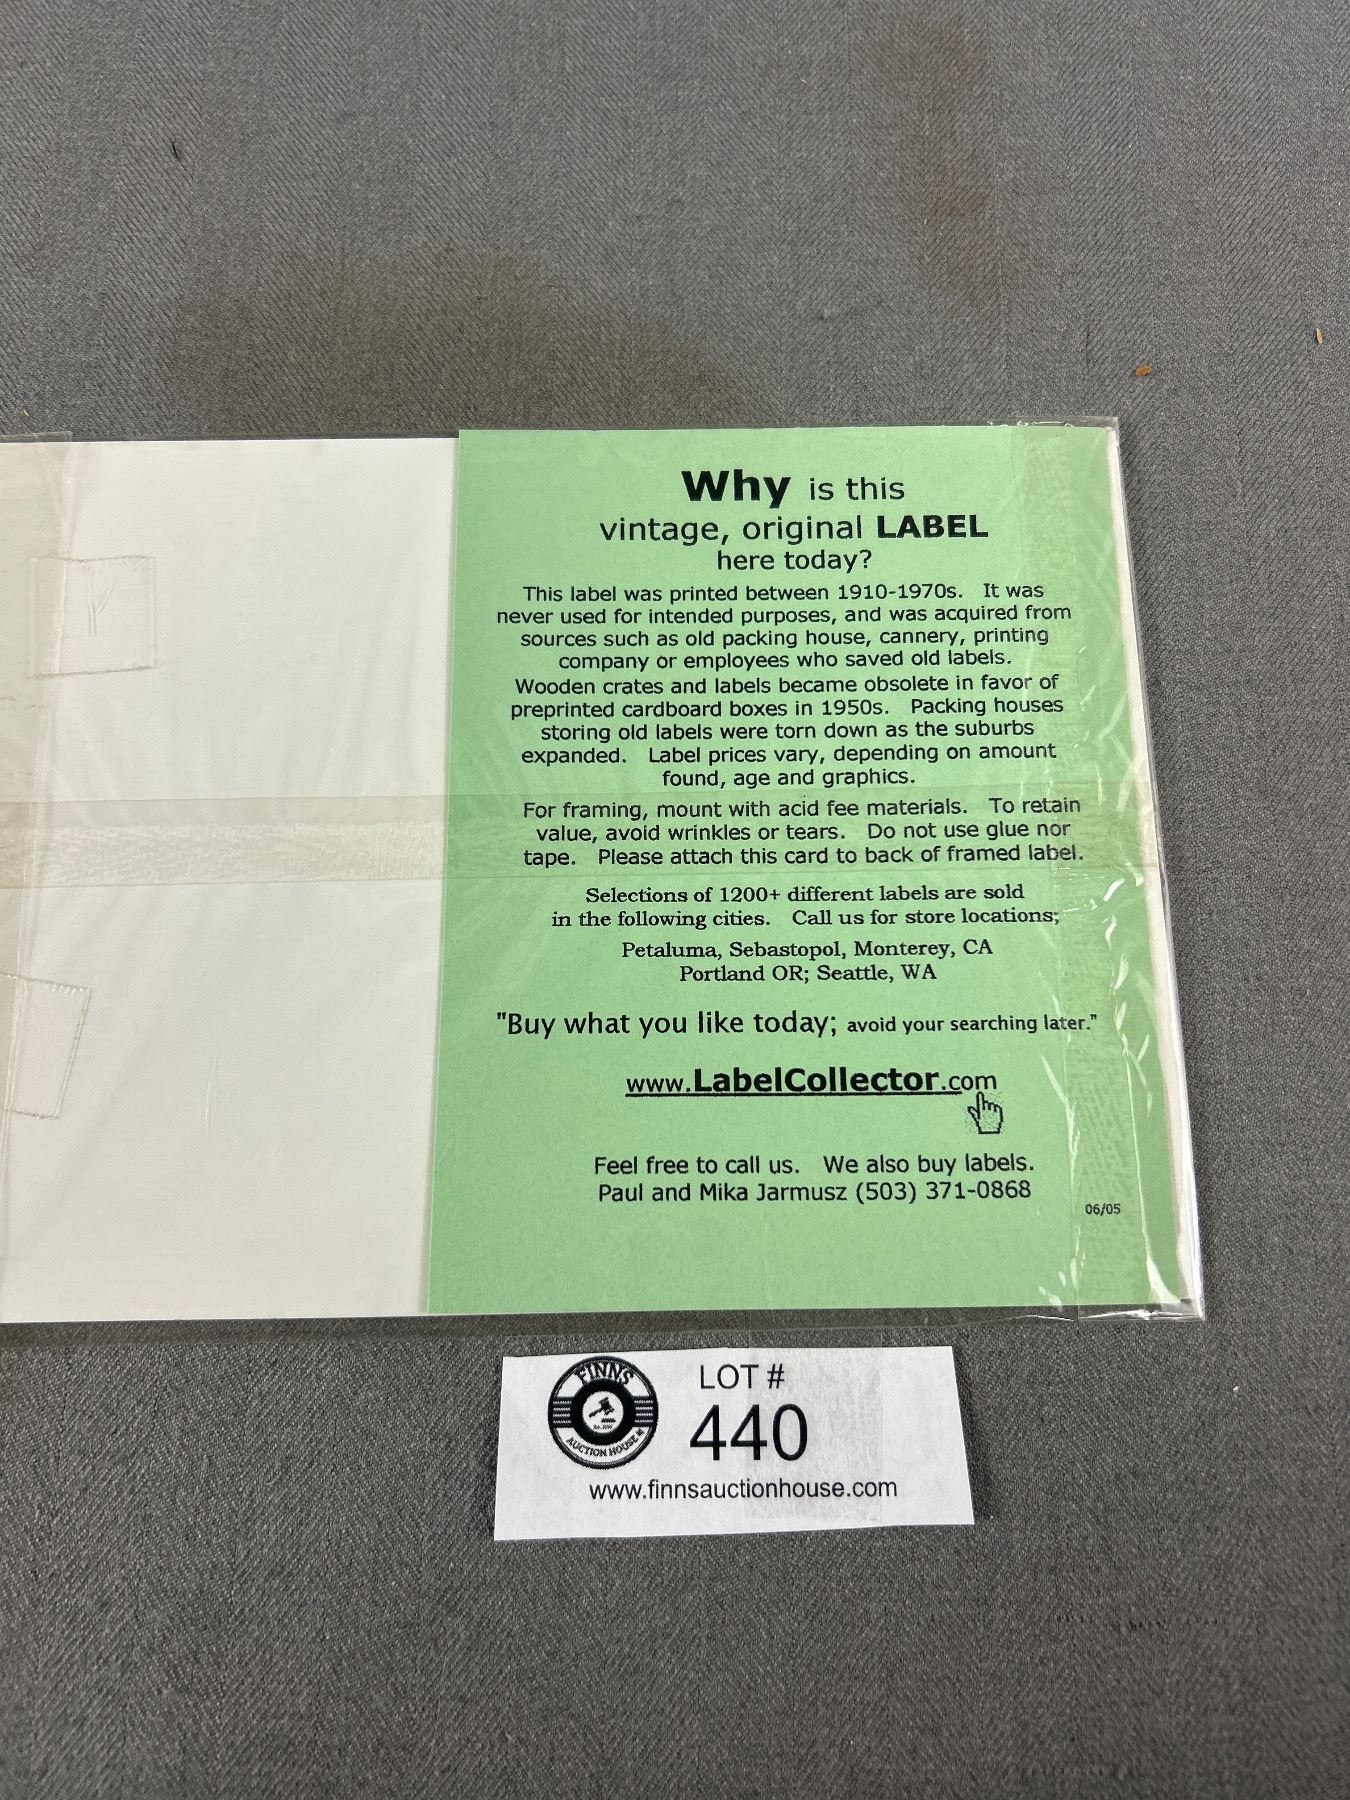 Why is this
vintage, original LABEL
here today?
This label was printed between 1910-1970s. It was
never used for intended purposes, and was acquired from
sources such as old packing house, cannery, printing
company or employees who saved old labels.
Wooden crates and labels became obsolete in favor of
preprinted cardboard boxes in 1950s. Packing houses
storing old labels were torn down as the suburbs
expanded. Label prices vary, depending on amount
found, age and graphics.
For framing, mount with acid fee materials. To retain
value, avoid wrinkles or tears. Do not use glue nor
tape. Please attach this card to back of framed label.
Selections of 1200+ different labels are sold
in the following cities. Call us for store locations;
Petaluma, Sebastopol, Monterey, CA
Portland OR; Seattle, WA
"Buy what you like today; avoid your searching later."
www.LabelCollector.com
Feel free to call us. We also buy labels.
Paul and Mika Jarmusz (503) 371-0868
06/05
FINNS
AUCTION HOUSE
LOT #
440
www.finnsauctionhouse.com